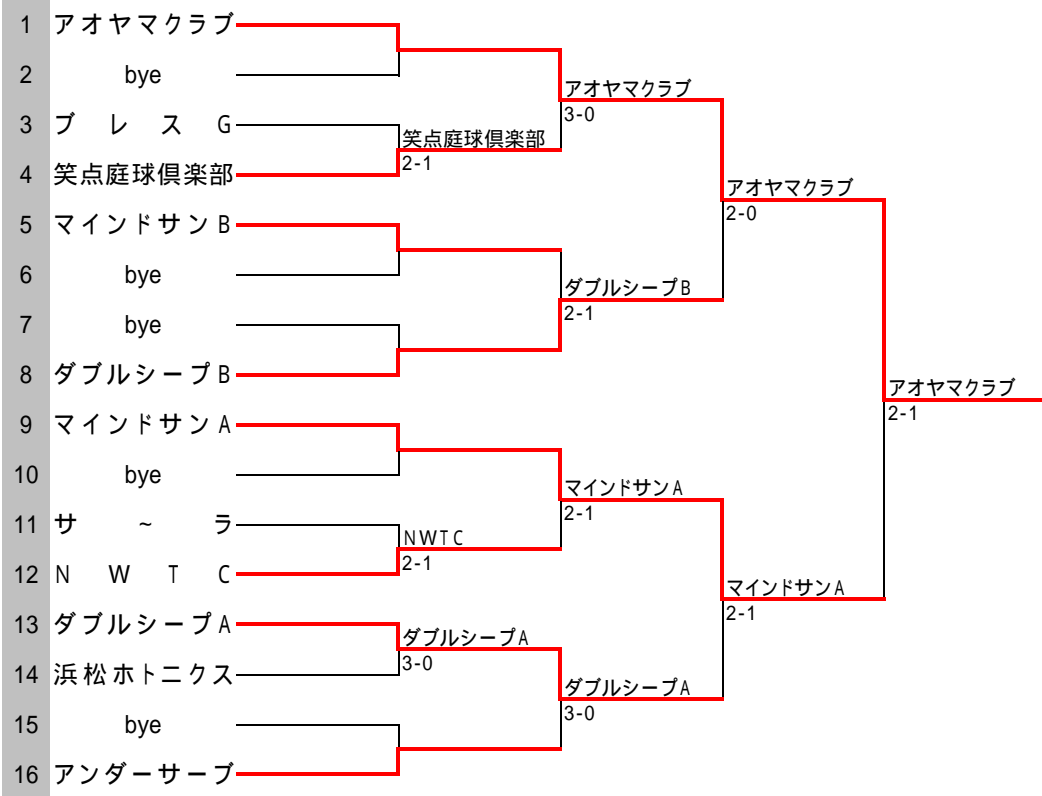 1 アオヤマクラブ
2 bye
3 ブレスG
4 笑点庭球倶楽部
5 マインドサンB
6 bye
7 bye
8 ダブルシープB
9 マインドサンA
10 bye
11 サ~ラ
12 NWTC
13 ダブルシープA
14 浜松ホトニクス
15 bye
16 アンダーサーブ
笑点庭球倶楽部
2-1
NWTC
2-1
ダブルシープA
3-0
アオヤマクラブ
3-0
ダブルシープB
2-1
マインドサンA
2-1
ダブルシープA
3-0
アオヤマクラブ
2-0
マインドサンA
2-1
アオヤマクラブ
2-1